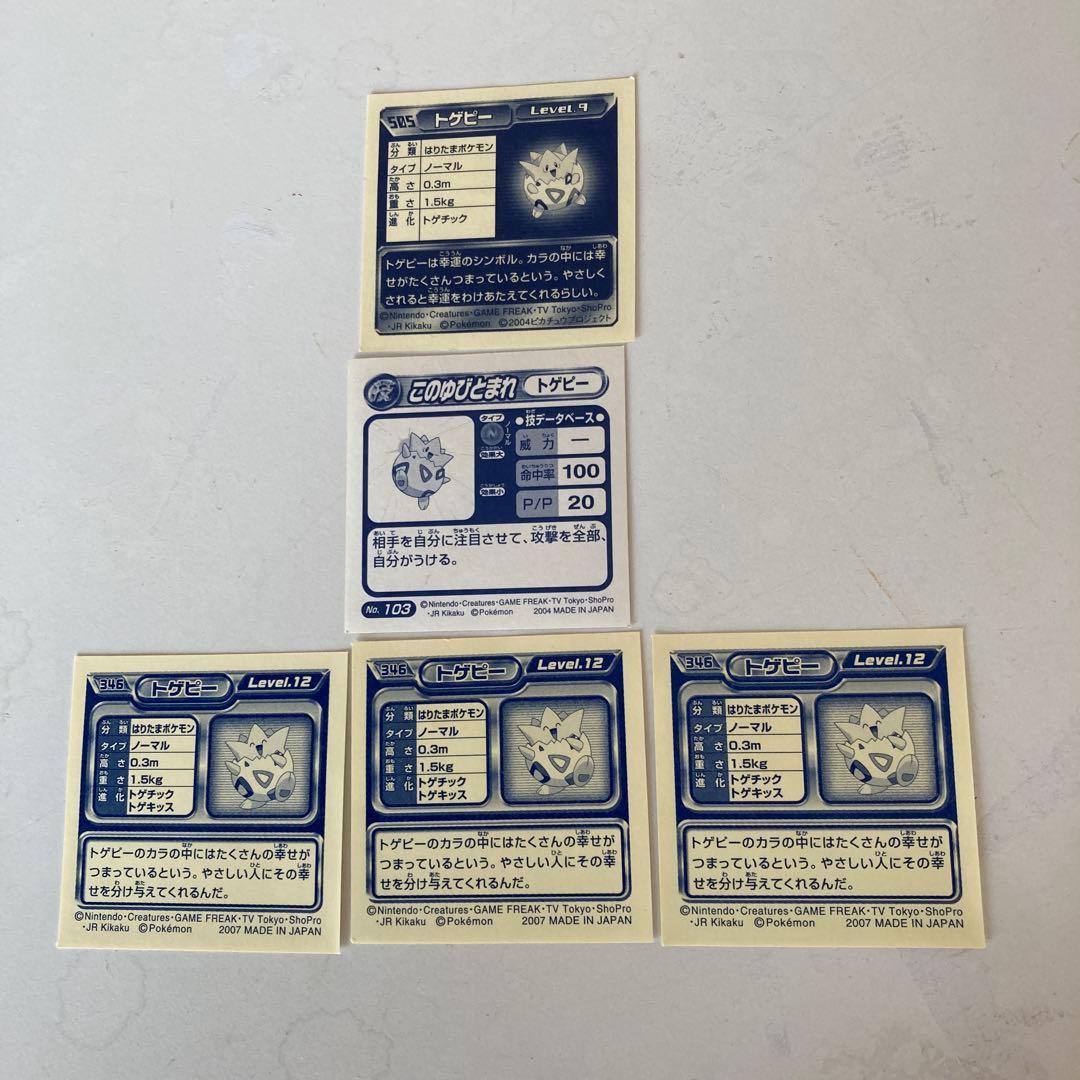 505 トゲピー Level.9
分類 はりたまポケモン
タイプ ノーマル
高さ 0.3m
重さ 1.5kg
進化 トゲチック
トゲピーは幸運のシンボル。カラの中には幸
せがたくさんつまっているという。やさしく
されると幸運をわけあたえてくれるらしい。
©Nintendo・Creatures・GAME FREAK・TV Tokyo・ShoPro
・JR Kikaku ©Pokémon ©2004ピカチュウプロジェクト
技 このゆびとまれ トゲピー
タイプ ノーマル
効果大
効果小
●技データベース●
威力 ―
命中率 100
P/P 20
相手を自分に注目させて、攻撃を全部、
自分がうける。
No. 103 ©Nintendo・Creatures・GAME FREAK・TV Tokyo・ShoPro
・JR Kikaku ©Pokémon 2004 MADE IN JAPAN
346 トゲピー Level.12
分類 はりたまポケモン
タイプ ノーマル
高さ 0.3m
重さ 1.5kg
進化 トゲチック
トゲキッス
トゲピーのカラの中にはたくさんの幸せが
つまっているという。やさしい人にその幸
せを分け与えてくれるんだ。
©Nintendo・Creatures・GAME FREAK・TV Tokyo・ShoPro
・JR Kikaku ©Pokémon 2007 MADE IN JAPAN
346 トゲピー Level.12
分類 はりたまポケモン
タイプ ノーマル
高さ 0.3m
重さ 1.5kg
進化 トゲチック
トゲキッス
トゲピーのカラの中にはたくさんの幸せが
つまっているという。やさしい人にその幸
せを分け与えてくれるんだ。
©Nintendo・Creatures・GAME FREAK・TV Tokyo・ShoPro
・JR Kikaku ©Pokémon 2007 MADE IN JAPAN
346 トゲピー Level.12
分類 はりたまポケモン
タイプ ノーマル
高さ 0.3m
重さ 1.5kg
進化 トゲチック
トゲキッス
トゲピーのカラの中にはたくさんの幸せが
つまっているという。やさしい人にその幸
せを分け与えてくれるんだ。
©Nintendo・Creatures・GAME FREAK・TV Tokyo・ShoPro
・JR Kikaku ©Pokémon 2007 MADE IN JAPAN